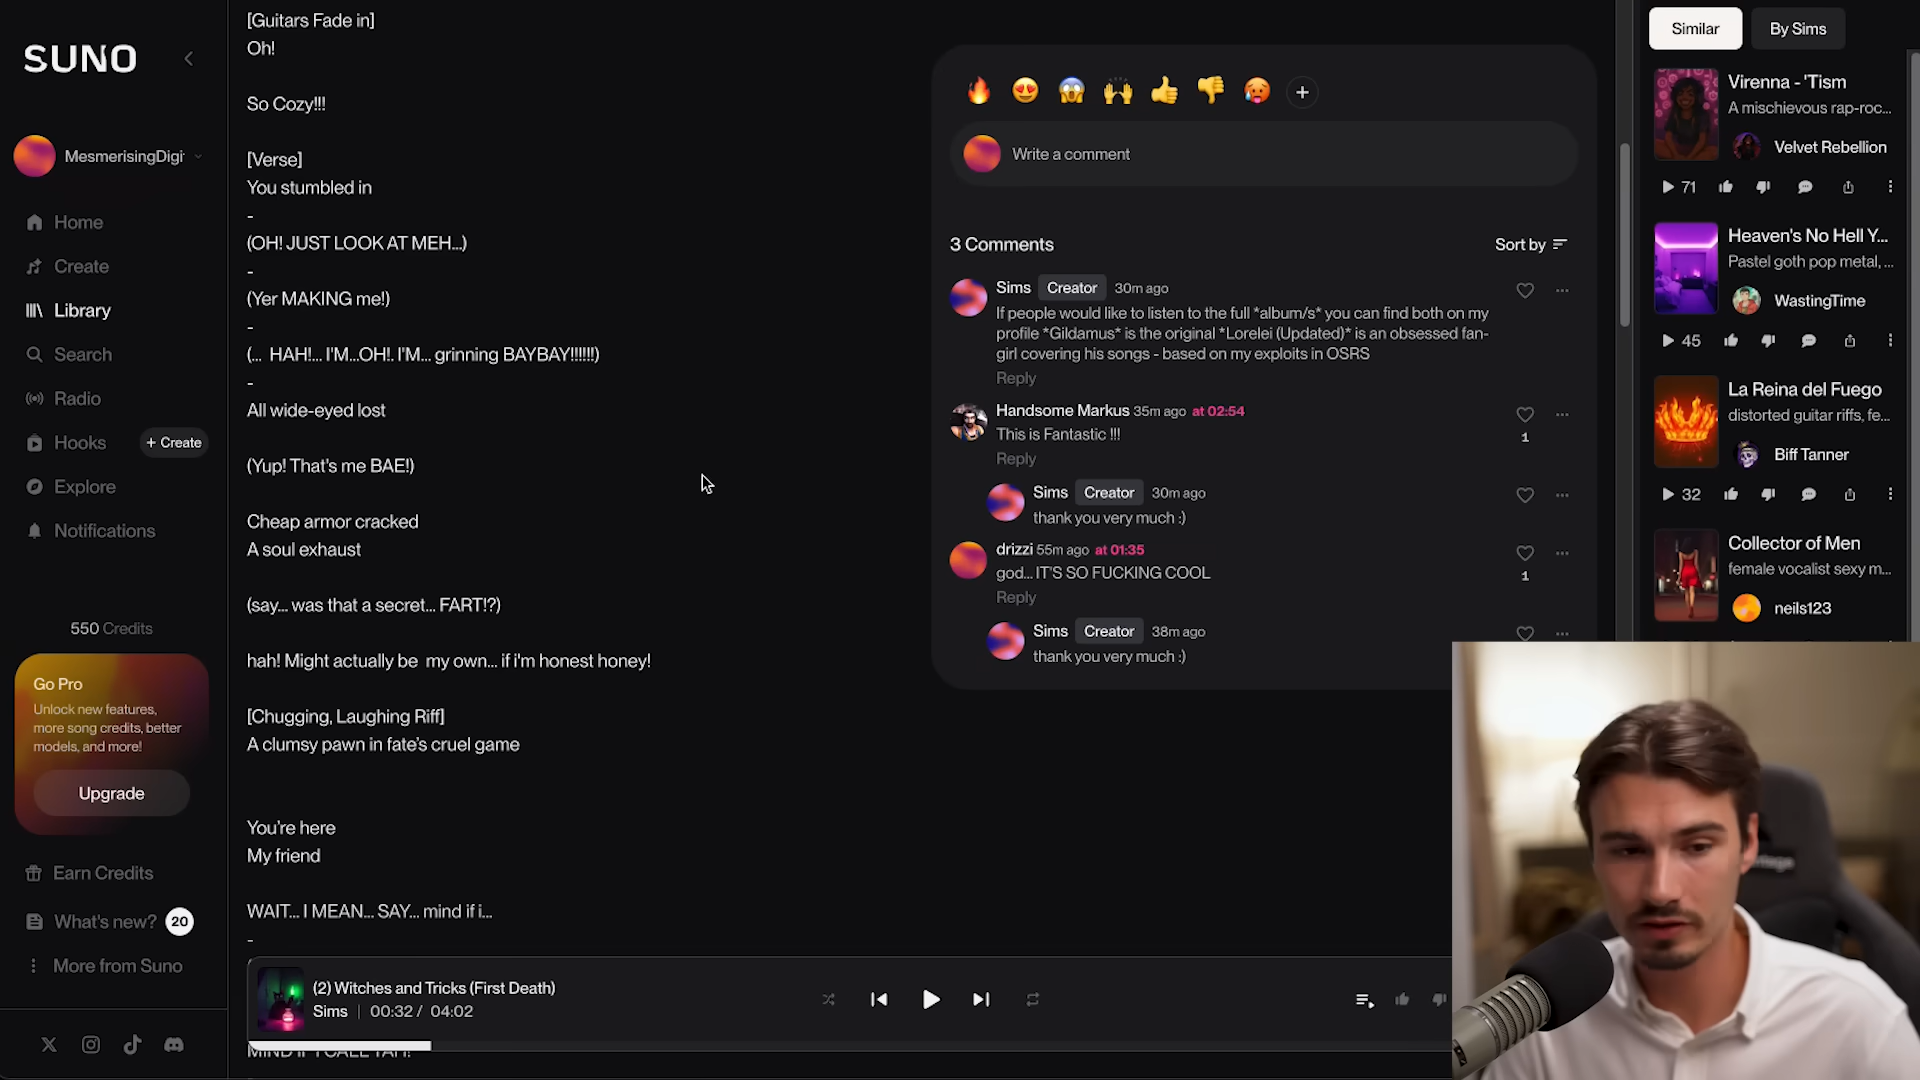 SUNO
MesmerisingDigi
Home
Create
Library
Search
Radio
Hooks
+ Create
Explore
Notifications
550 Credits
Go Pro
Unlock new features,
more song credits, better
models, and more!
Upgrade
Earn Credits
What's new? 20
More from Suno
[Guitars Fade in]
Oh!
So Cozy!!!
[Verse]
You stumbled in
-
(OH! JUST LOOK AT MEH...)
-
(Yer MAKING me!)
-
(... HAH!... I'M...OH!. I'M... grinning BAYBAY!!!!!!)
-
All wide-eyed lost
(Yup! That's me BAE!)
Cheap armor cracked
A soul exhaust
(say... was that a secret... FART!?)
hah! Might actually be my own... if i'm honest honey!
[Chugging, Laughing Riff]
A clumsy pawn in fate's cruel game
You're here
My friend
WAIT... I MEAN... SAY... mind if i...
-
(2) Witches and Tricks (First Death)
Sims | 00:32 / 04:02
Write a comment
3 Comments
Sort by
Sims Creator 30m ago
If people would like to listen to the full *album/s* you can find both on my
profile *Gildamus* is the original *Lorelei (Updated)* is an obsessed fan-
girl covering his songs - based on my exploits in OSRS
Reply
Handsome Markus 35m ago at 02:54
This is Fantastic !!!
1
Reply
Sims Creator 30m ago
thank you very much :)
drizzi 55m ago at 01:35
god... IT'S SO FUCKING COOL
1
Reply
Sims Creator 38m ago
thank you very much :)
Similar
By Sims
Virenna - 'Tism
A mischievous rap-roc...
Velvet Rebellion
71
Heaven's No Hell Y...
Pastel goth pop metal, ...
WastingTime
45
La Reina del Fuego
distorted guitar riffs, fe...
Biff Tanner
32
Collector of Men
female vocalist sexy m...
neils123